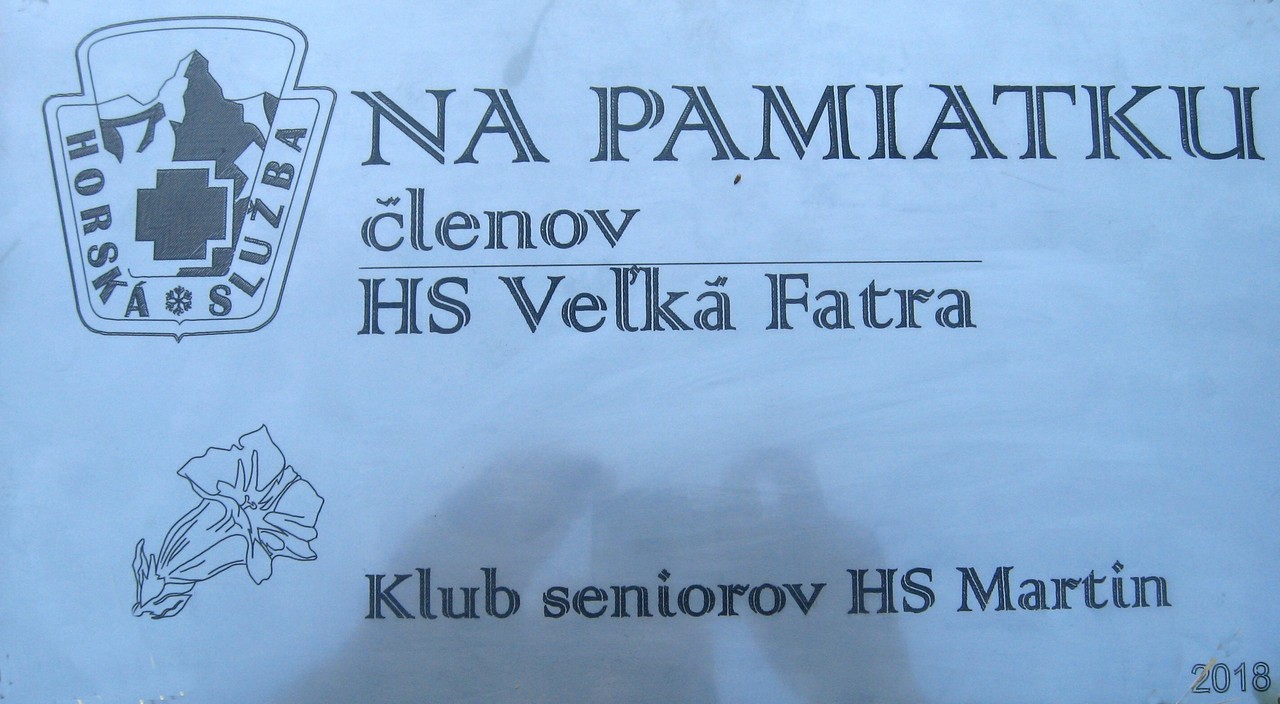 HORSKÁ SLUŽBA
NA PAMIATKU
členov
HS Veľká Fatra
Klub seniorov HS Martin
2018